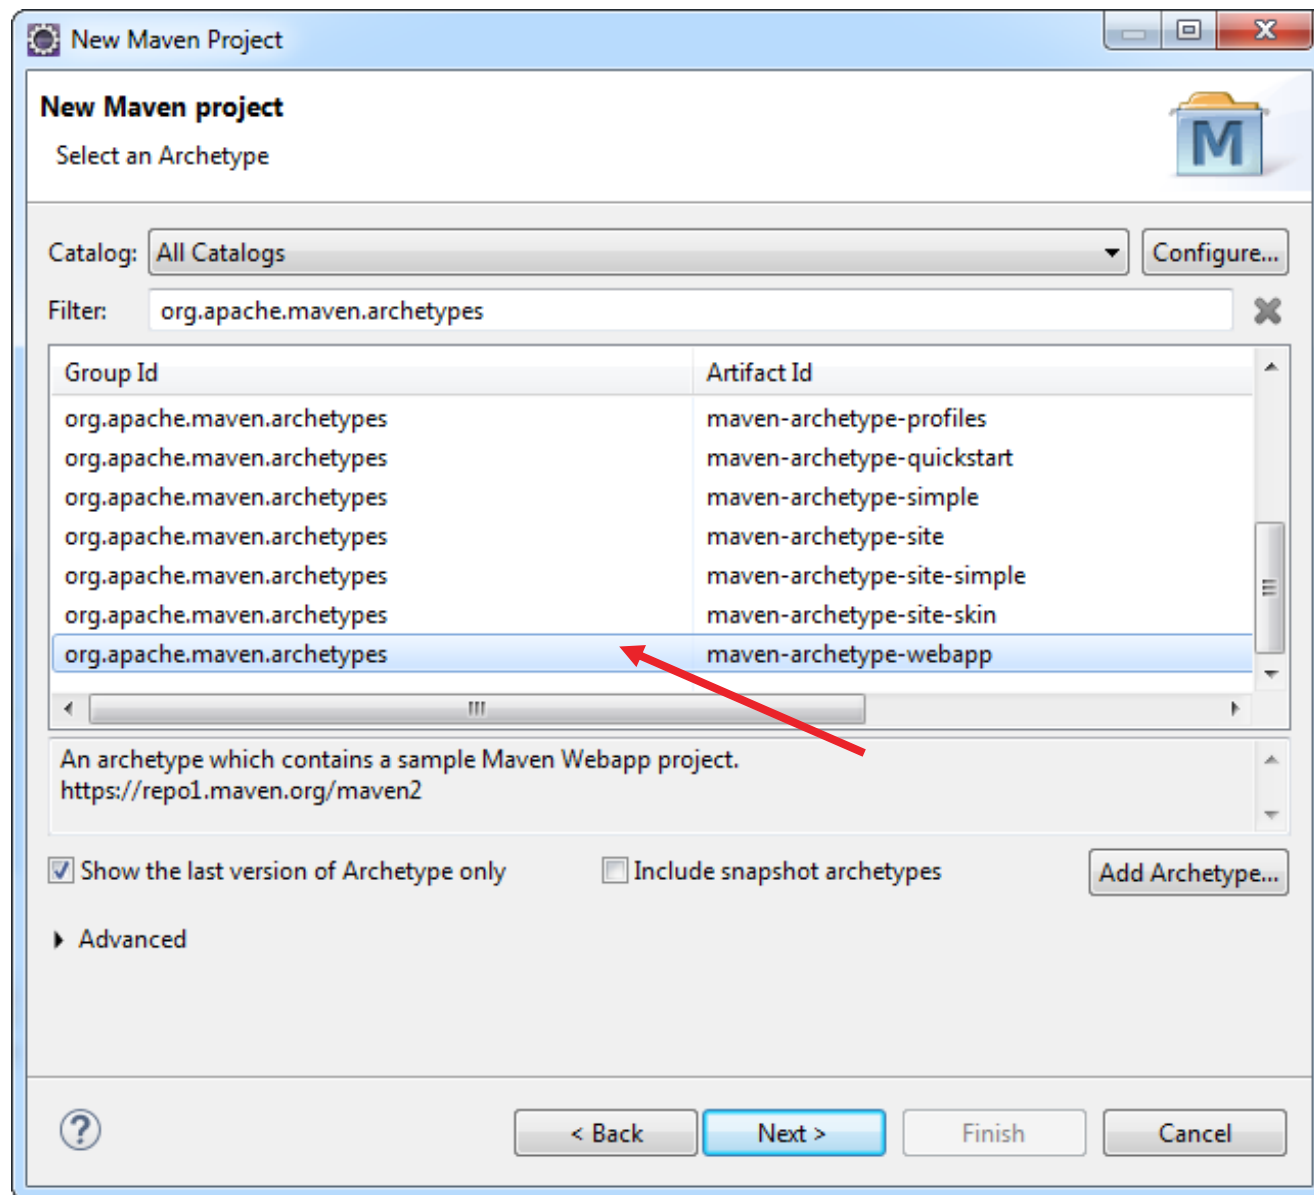 New Maven Project
New Maven project
Select an Archetype
M
Catalog: All Catalogs Configure...
Filter: org.apache.maven.archetypes
Group Id Artifact Id
org.apache.maven.archetypes maven-archetype-profiles
org.apache.maven.archetypes maven-archetype-quickstart
org.apache.maven.archetypes maven-archetype-simple
org.apache.maven.archetypes maven-archetype-site
org.apache.maven.archetypes maven-archetype-site-simple
org.apache.maven.archetypes maven-archetype-site-skin
org.apache.maven.archetypes maven-archetype-webapp
An archetype which contains a sample Maven Webapp project.
https://repo1.maven.org/maven2
Show the last version of Archetype only Include snapshot archetypes Add Archetype...
Advanced
? < Back Next > Finish Cancel